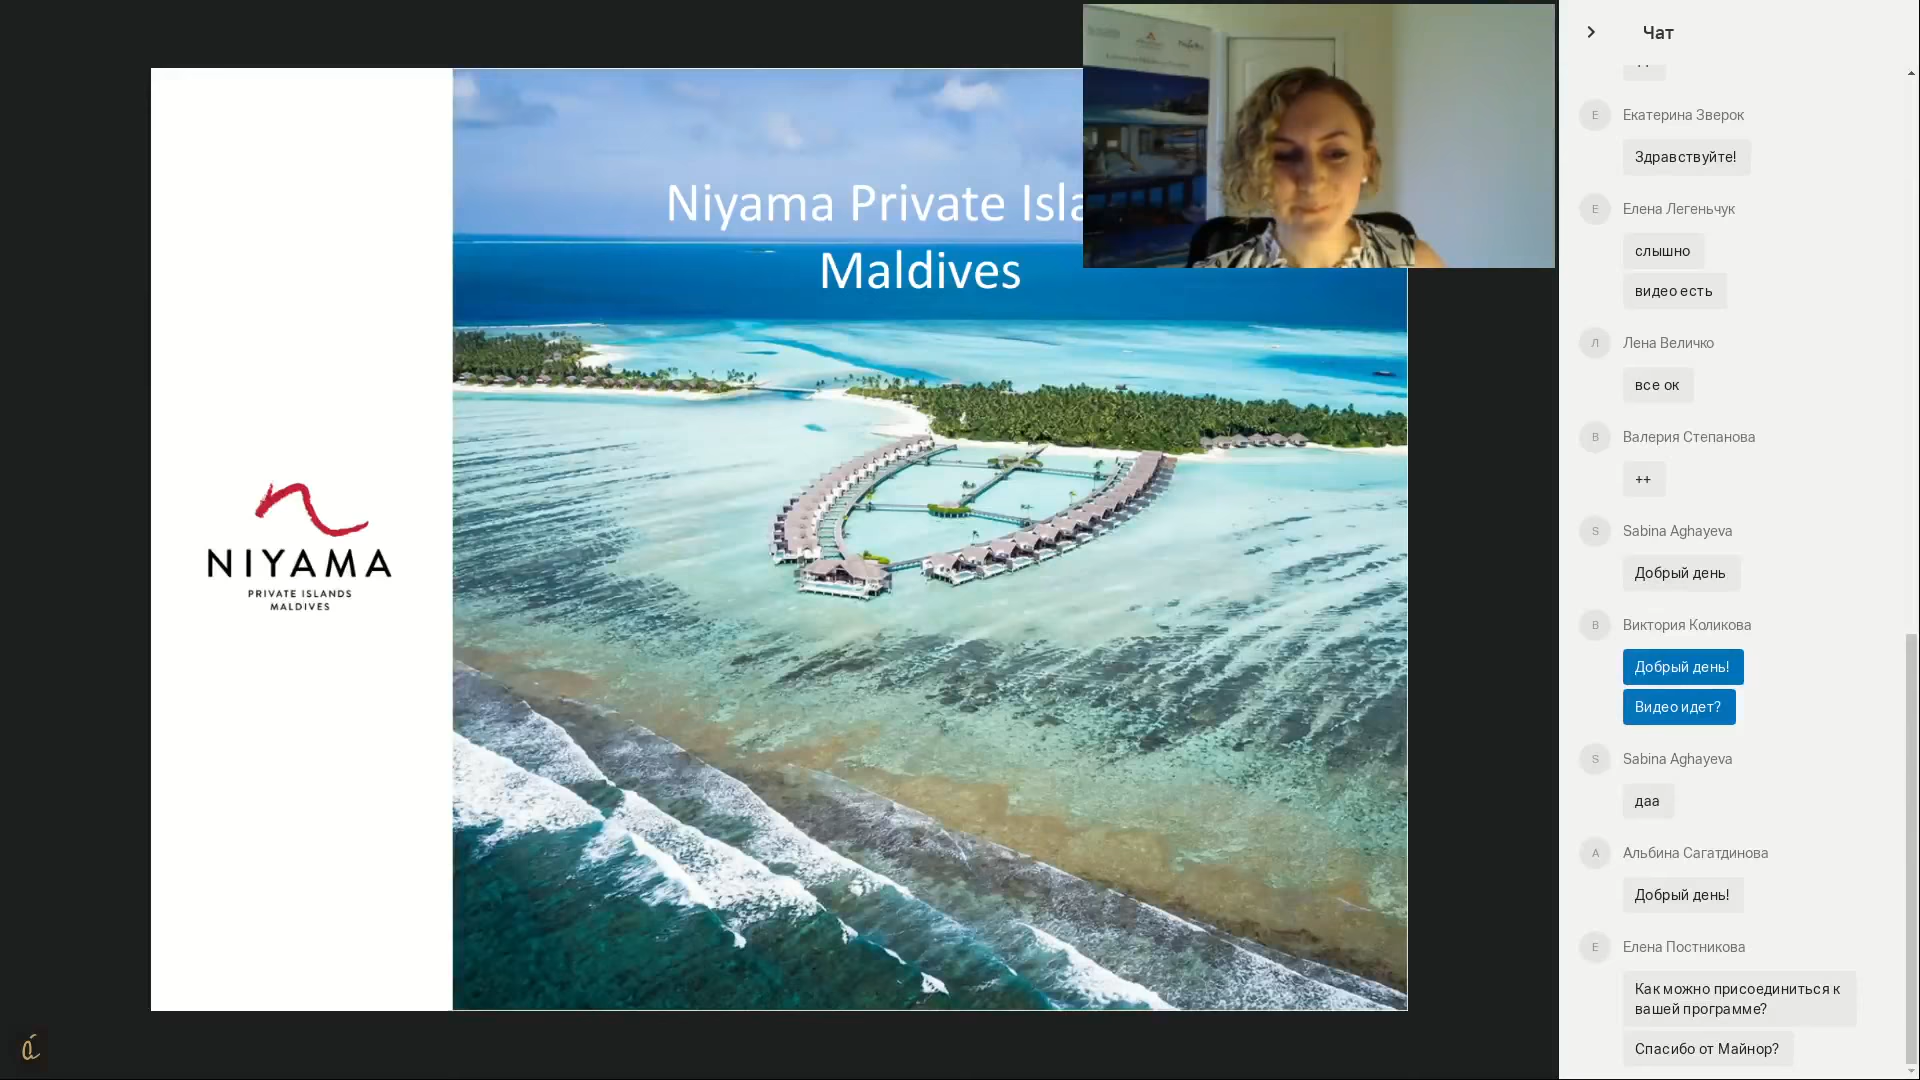 Niyama Private Isla
Maldives
NIYAMA
PRIVATE ISLANDS
MALDIVES
á
Чат
Е
Екатерина Зверок
Здравствуйте!
Е
Елена Легеньчук
слышно
видео есть
Л
Лена Величко
все ок
В
Валерия Степанова
++
S
Sabina Aghayeva
Добрый день
В
Виктория Коликова
Добрый день!
Видео идет?
S
Sabina Aghayeva
даа
А
Альбина Сагатдинова
Добрый день!
Е
Елена Постникова
Как можно присоединиться к
вашей программе?
Спасибо от Майнор?